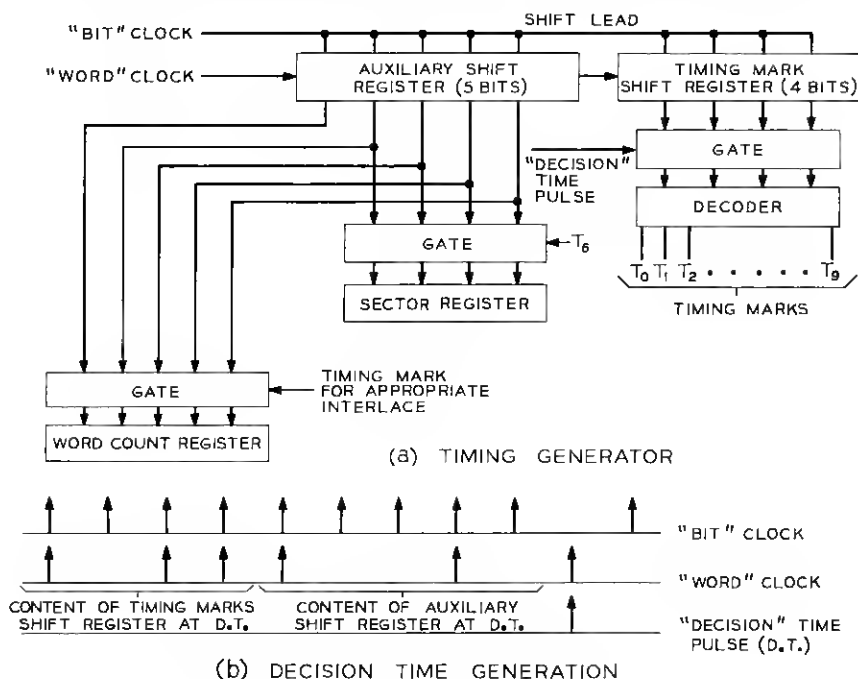 SHIFT LEAD
"BIT" CLOCK
"WORD" CLOCK
AUXILIARY SHIFT
REGISTER (5 BITS)
TIMING MARK
SHIFT REGISTER (4 BITS)
"DECISION"
TIME
PULSE
GATE
DECODER
T0 T1 T2 . . . . . T9
TIMING MARKS
GATE
T6
SECTOR REGISTER
GATE
TIMING MARK
FOR APPROPRIATE
INTERLACE
WORD COUNT REGISTER
(a) TIMING GENERATOR
"BIT" CLOCK
"WORD" CLOCK
CONTENT OF TIMING MARKS
SHIFT REGISTER AT D.T.
CONTENT OF AUXILIARY
SHIFT REGISTER AT D.T.
"DECISION" TIME
PULSE (D.T.)
(b) DECISION TIME GENERATION